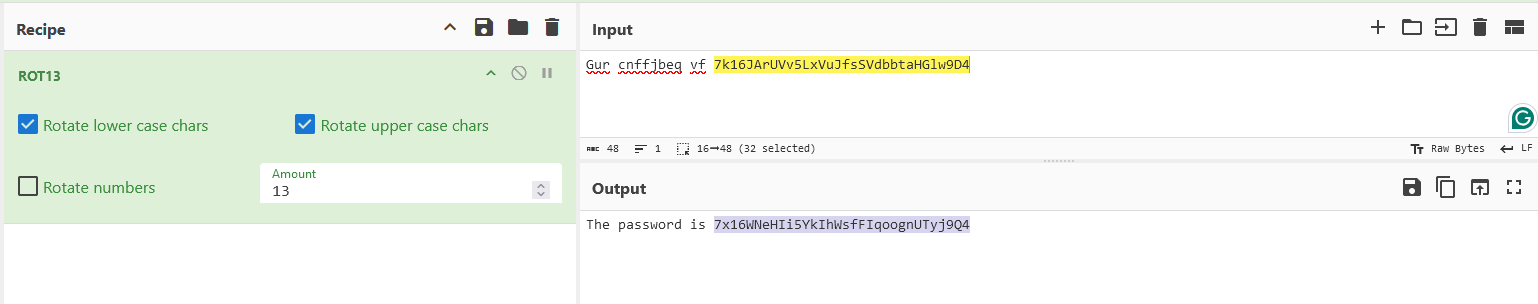 Recipe
ROT13
Rotate lower case chars
Rotate upper case chars
Rotate numbers
Amount
13
Input
Gur cnffjbeq vf 7k16JArUVv5LxVuJfsSVdbbtaHGlw9D4
ABC 48 1 16→48 (32 selected)
Tт Raw Bytes LF
Output
The password is 7x16WNeHIi5YkIhWsfFIqoognUTyj9Q4